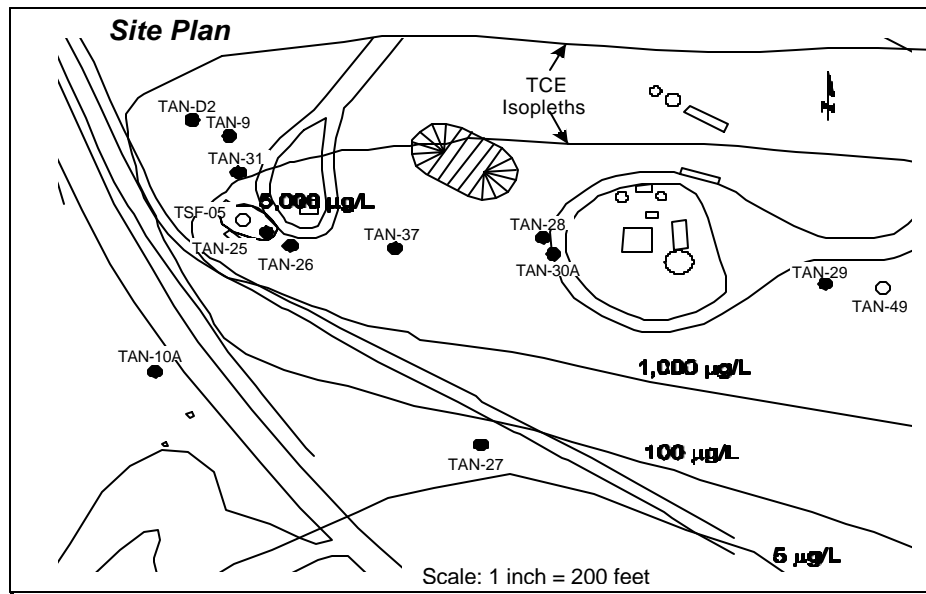 Site Plan
TCE
Isopleths
TAN-D2
TAN-9
TAN-31
5,000 µg/L
TSF-05
TAN-25
TAN-26
TAN-37
TAN-28
TAN-30A
TAN-29
TAN-49
TAN-10A
1,000 µg/L
100 µg/L
TAN-27
5 µg/L
Scale: 1 inch = 200 feet